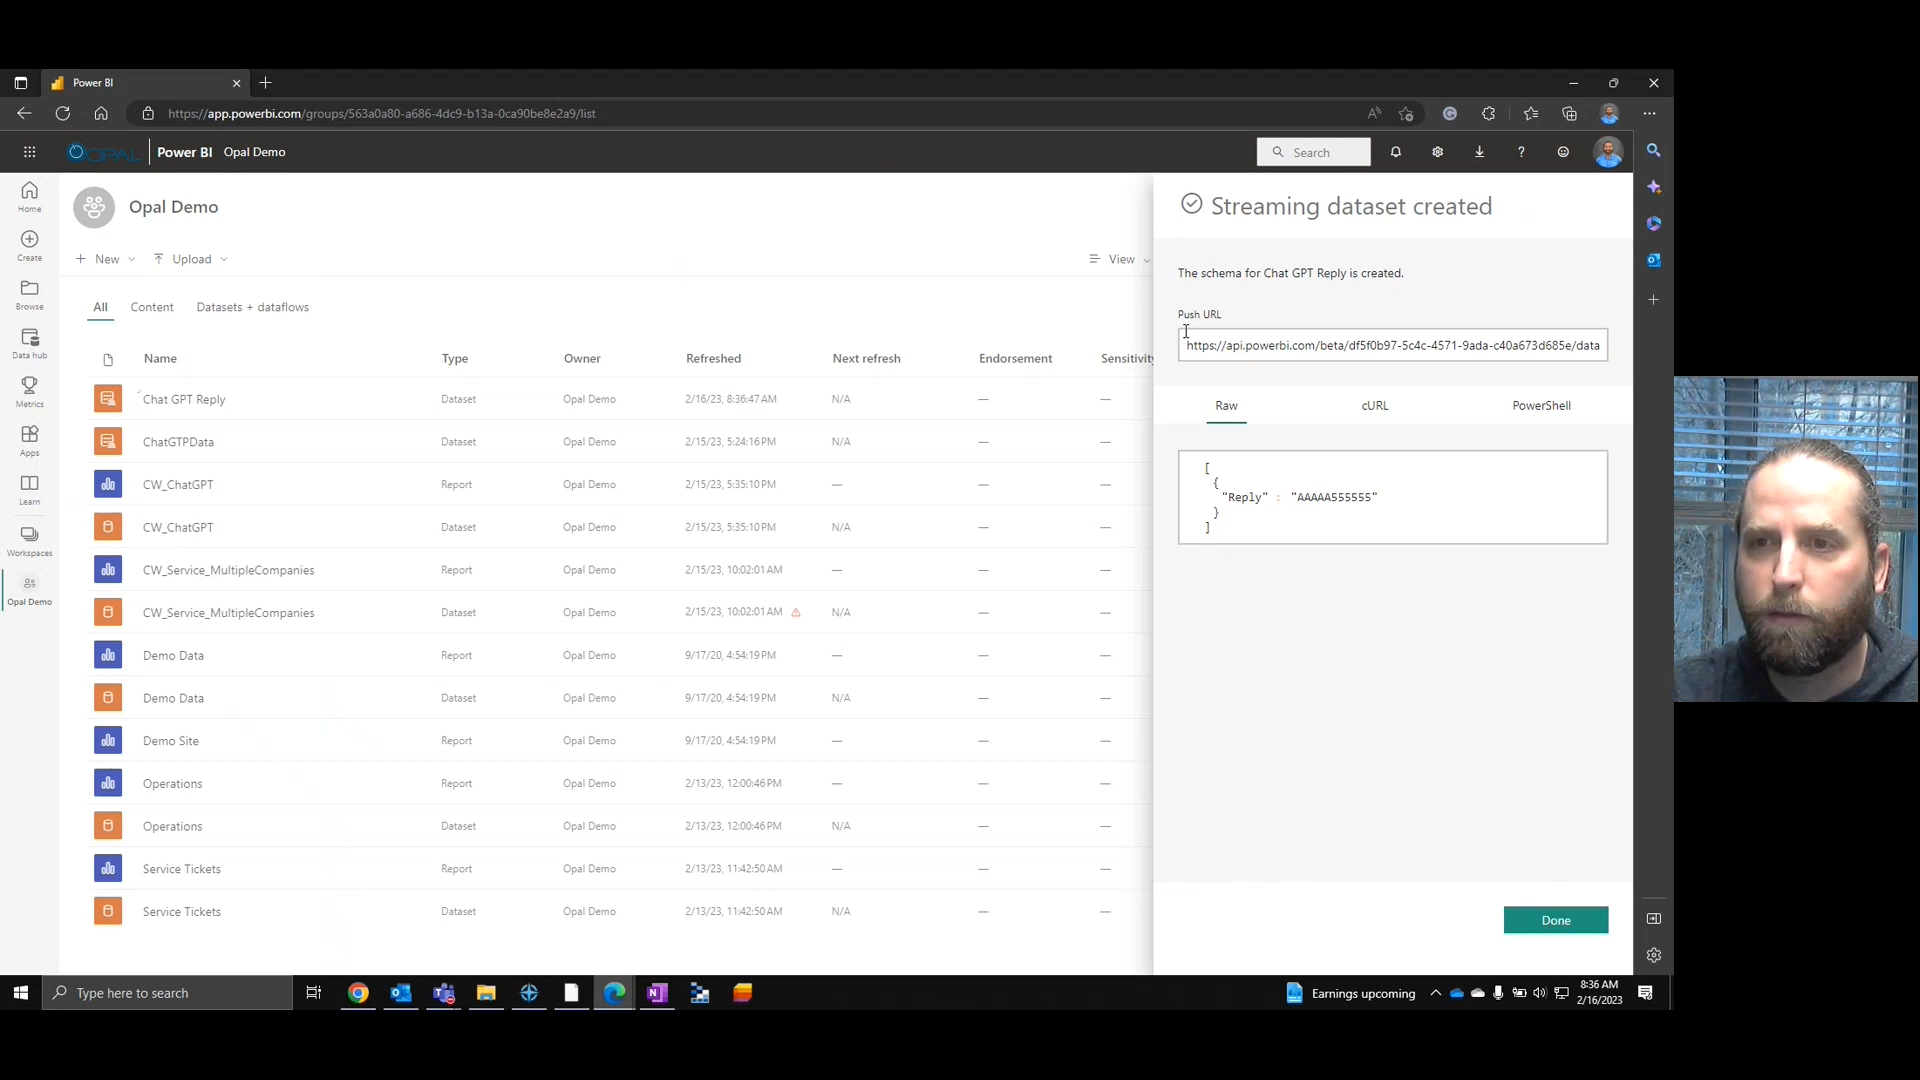 Power BI
https://app.powerbi.com/groups/563a0a80-a686-4dc9-b13a-0ca90be8e2a9/list
OPAL Power BI Opal Demo Search
Home
Create
Browse
Data hub
Metrics
Apps
Learn
Workspaces
Opal Demo
Opal Demo
New Upload View
All Content Datasets + dataflows
Name Type Owner Refreshed Next refresh Endorsement Sensitivity
Chat GPT Reply Dataset Opal Demo 2/16/23, 8:36:47 AM N/A — —
ChatGTPData Dataset Opal Demo 2/15/23, 5:24:16 PM N/A — —
CW_ChatGPT Report Opal Demo 2/15/23, 5:35:10 PM — — —
CW_ChatGPT Dataset Opal Demo 2/15/23, 5:35:10 PM N/A — —
CW_Service_MultipleCompanies Report Opal Demo 2/15/23, 10:02:01 AM — — —
CW_Service_MultipleCompanies Dataset Opal Demo 2/15/23, 10:02:01 AM N/A — —
Demo Data Report Opal Demo 9/17/20, 4:54:19 PM — — —
Demo Data Dataset Opal Demo 9/17/20, 4:54:19 PM N/A — —
Demo Site Report Opal Demo 9/17/20, 4:54:19 PM — — —
Operations Report Opal Demo 2/13/23, 12:00:46 PM — — —
Operations Dataset Opal Demo 2/13/23, 12:00:46 PM N/A — —
Service Tickets Report Opal Demo 2/13/23, 11:42:50 AM — — —
Service Tickets Dataset Opal Demo 2/13/23, 11:42:50 AM N/A — —
Streaming dataset created
The schema for Chat GPT Reply is created.
Push URL
https://api.powerbi.com/beta/df5f0b97-5c4c-4571-9ada-c40a673d685e/data
Raw cURL PowerShell
[
{
"Reply" : "AAAAA555555"
}
]
Done
Type here to search
Earnings upcoming
8:36 AM
2/16/2023